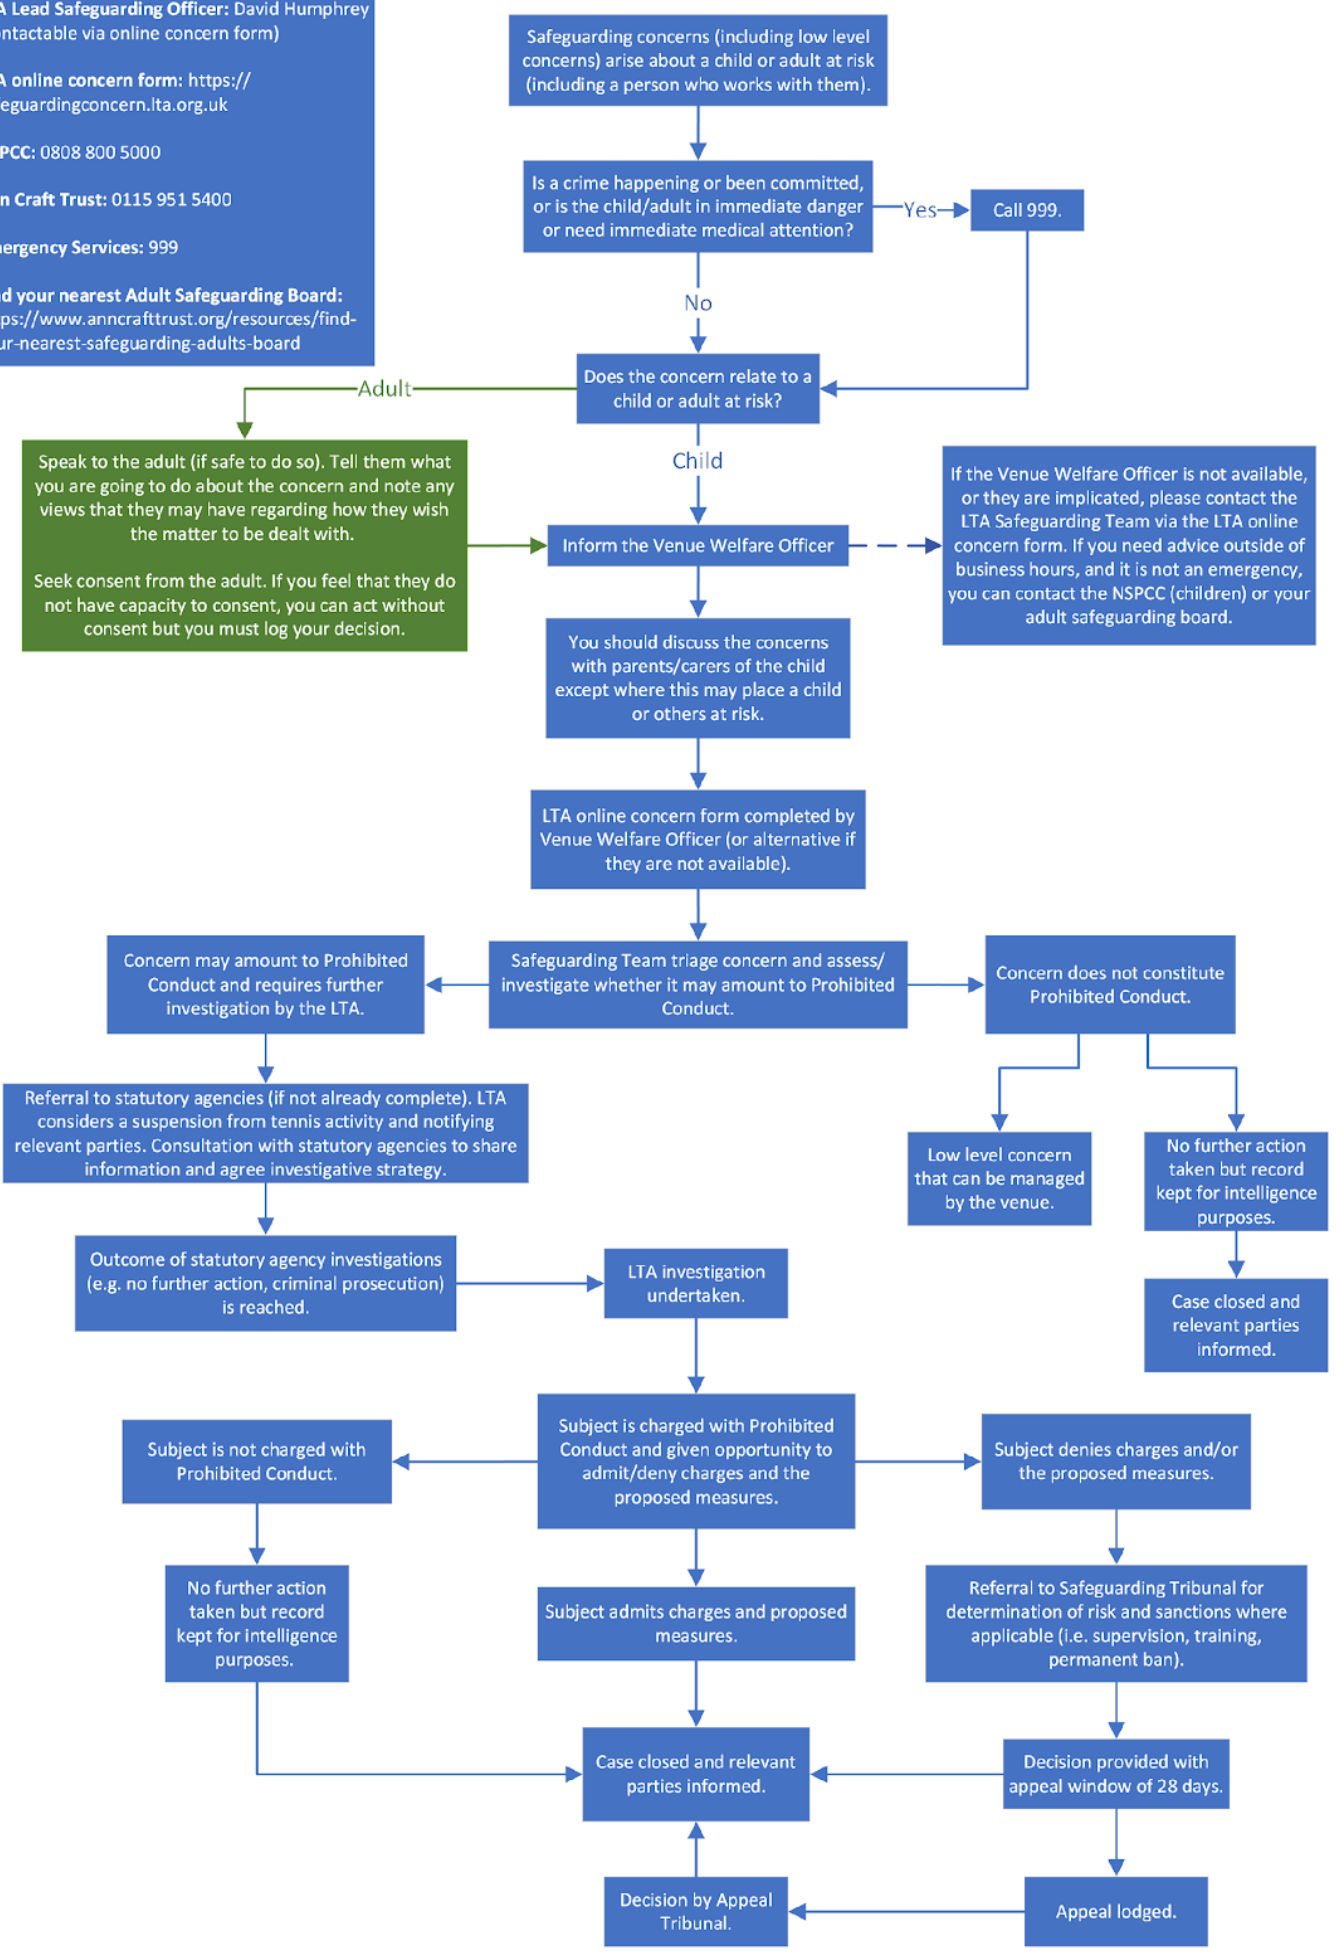 Lead Safeguarding Officer: David Humphrey
via online concern form)
online concern form: https://
0808 800 5000
Craft Trust: 0115 951 5400
Services: 999
your nearest Adult Safeguarding Board:
Safeguarding concerns (including low level
concerns) arise about a child or adult at risk
(including a person who works with them).
Is a crime happening or been committed,
or is the child/adult in immediate danger
or need immediate medical attention?
Yes
Call 999.
No
Does the concern relate to a
child or adult at risk?
Adult
Child
Speak to the adult (if safe to do so). Tell them what
you are going to do about the concern and note any
views that they may have regarding how they wish
the matter to be dealt with.
Seek consent from the adult. If you feel that they do
not have capacity to consent, you can act without
consent but you must log your decision.
Inform the Venue Welfare Officer
If the Venue Welfare Officer is not available,
or they are implicated, please contact the
LTA Safeguarding Team via the LTA online
concern form. If you need advice outside of
business hours, and it is not an emergency,
you can contact the NSPCC (children) or your
adult safeguarding board.
You should discuss the concerns
with parents/carers of the child
except where this may place a child
or others at risk.
LTA online concern form completed by
Venue Welfare Officer (or alternative if
they are not available).
Concern may amount to Prohibited
Conduct and requires further
investigation by the LTA.
Safeguarding Team triage concern and assess/
investigate whether it may amount to Prohibited
Conduct.
Concern does not constitute
Prohibited Conduct.
Referral to statutory agencies (if not already complete). LTA
considers a suspension from tennis activity and notifying
relevant parties. Consultation with statutory agencies to share
information and agree investigative strategy.
Low level concern
that can be managed
by the venue.
No further action
taken but record
kept for intelligence
purposes.
Outcome of statutory agency investigations
(e.g. no further action, criminal prosecution)
is reached.
LTA investigation
undertaken.
Case closed and
relevant parties
informed.
Subject is not charged with
Prohibited Conduct.
Subject is charged with Prohibited
Conduct and given opportunity to
admit/deny charges and the
proposed measures.
Subject denies charges and/or
the proposed measures.
No further action
taken but record
kept for intelligence
purposes.
Subject admits charges and proposed
measures.
Referral to Safeguarding Tribunal for
determination of risk and sanctions where
applicable (i.e. supervision, training,
permanent ban).
Case closed and relevant
parties informed.
Decision provided with
appeal window of 28 days.
Decision by Appeal
Tribunal.
Appeal lodged.